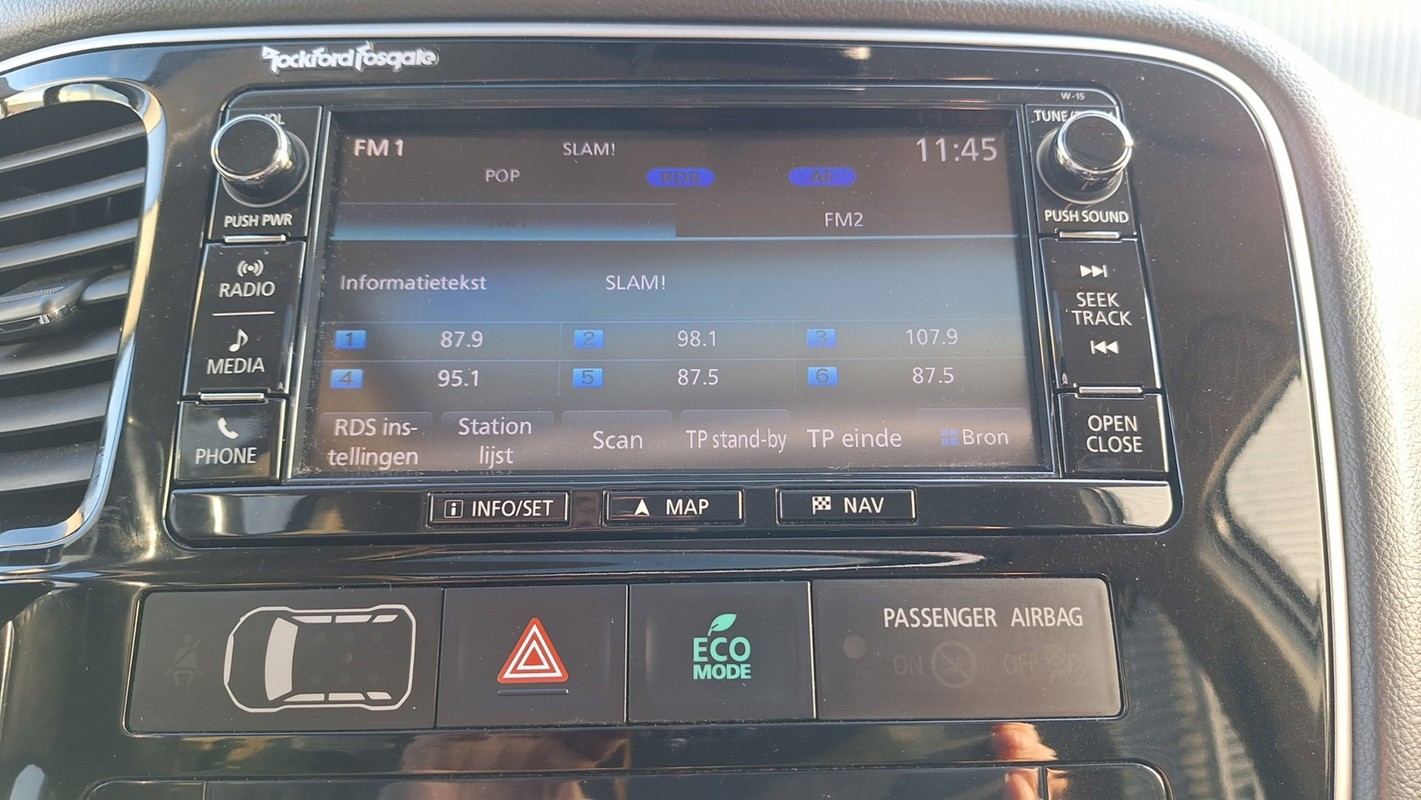 Rockford Fosgate
W-15
VOL
TUNE/
FM 1 SLAM! 11:45
POP RDS AF
PUSH PWR
PUSH SOUND
FM1 FM2
RADIO
MEDIA
PHONE
Informatietekst SLAM!
1 87.9 2 98.1 3 107.9
4 95.1 5 87.5 6 87.5
RDS ins-
tellingen
Station
lijst
Scan
TP stand-by
TP einde
Bron
SEEK
TRACK
OPEN
CLOSE
i INFO/SET
MAP
NAV
ECO
MODE
PASSENGER AIRBAG
ON OFF